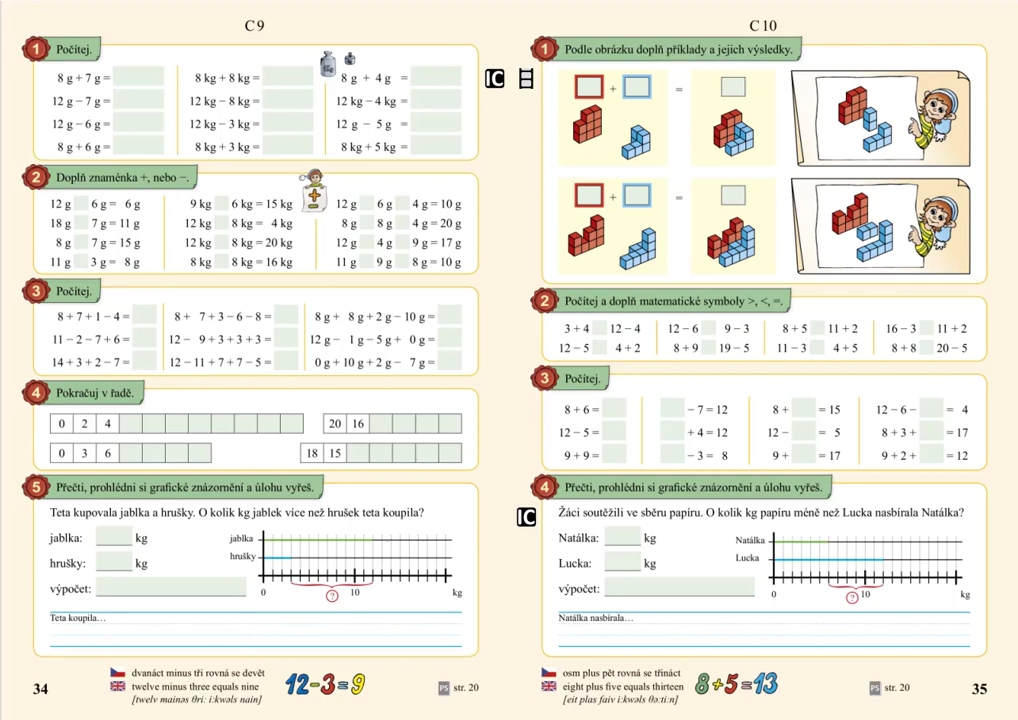 C 9
1 Počítej.
8 g + 7 g = 8 kg + 8 kg = 8 g + 4 g =
12 g − 7 g = 12 kg − 8 kg = 12 kg − 4 kg =
12 g − 6 g = 12 kg − 3 kg = 12 g − 5 g =
8 g + 6 g = 8 kg + 3 kg = 8 kg + 5 kg =
2 Doplň znaménka +, nebo −.
+
−
12 g 6 g = 6 g 9 kg 6 kg = 15 kg 12 g 6 g 4 g = 10 g
18 g 7 g = 11 g 12 kg 8 kg = 4 kg 8 g 8 g 4 g = 20 g
8 g 7 g = 15 g 12 kg 8 kg = 20 kg 12 g 4 g 9 g = 17 g
11 g 3 g = 8 g 8 kg 8 kg = 16 kg 11 g 9 g 8 g = 10 g
3 Počítej.
8 + 7 + 1 − 4 = 8 + 7 + 3 − 6 − 8 = 8 g + 8 g + 2 g − 10 g =
11 − 2 − 7 + 6 = 12 − 9 + 3 + 3 + 3 = 12 g − 1 g − 5 g + 0 g =
14 + 3 + 2 − 7 = 12 − 11 + 7 + 7 − 5 = 0 g + 10 g + 2 g − 7 g =
4 Pokračuj v řadě.
0 2 4 20 16
0 3 6 18 15
5 Přečti, prohlédni si grafické znázornění a úlohu vyřeš.
Teta kupovala jablka a hrušky. O kolik kg jablek více než hrušek teta koupila?
jablka: kg jablka
hrušky: kg hrušky
výpočet: 0 10 kg
?
Teta koupila…
dvanáct minus tři rovná se devět
twelve minus three equals nine
[twelv mainəs θri: i:kwəls nain]
12−3=9
PS str. 20
34
C 10
1 Podle obrázku doplň příklady a jejich výsledky.
IC
+ =
+ =
2 Počítej a doplň matematické symboly >, <, =.
3 + 4 12 − 4 12 − 6 9 − 3 8 + 5 11 + 2 16 − 3 11 + 2
12 − 5 4 + 2 8 + 9 19 − 5 11 − 3 4 + 5 8 + 8 20 − 5
3 Počítej.
8 + 6 = − 7 = 12 8 + = 15 12 − 6 − = 4
12 − 5 = + 4 = 12 12 − = 5 8 + 3 + = 17
9 + 9 = − 3 = 8 9 + = 17 9 + 2 + = 12
4 Přečti, prohlédni si grafické znázornění a úlohu vyřeš.
IC
Žáci soutěžili ve sběru papíru. O kolik kg papíru méně než Lucka nasbírala Natálka?
Natálka: kg Natálka
Lucka: kg Lucka
výpočet: 0 10 kg
?
Natálka nasbírala…
osm plus pět rovná se třináct
eight plus five equals thirteen
[eit plas faiv i:kwəls θə:ti:n]
8+5=13
PS str. 20
35